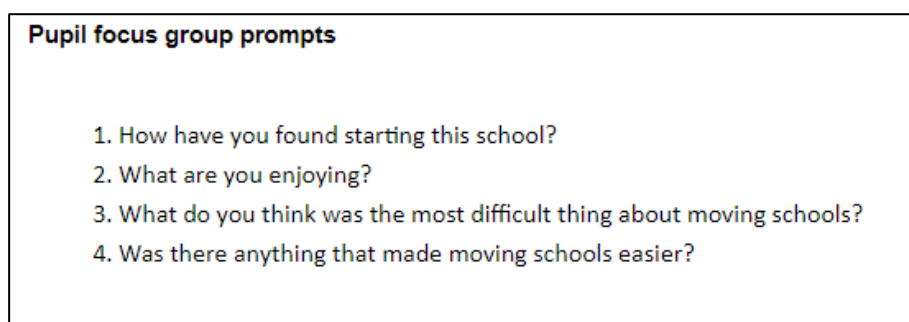 Pupil focus group prompts
1. How have you found starting this school?
2. What are you enjoying?
3. What do you think was the most difficult thing about moving schools?
4. Was there anything that made moving schools easier?